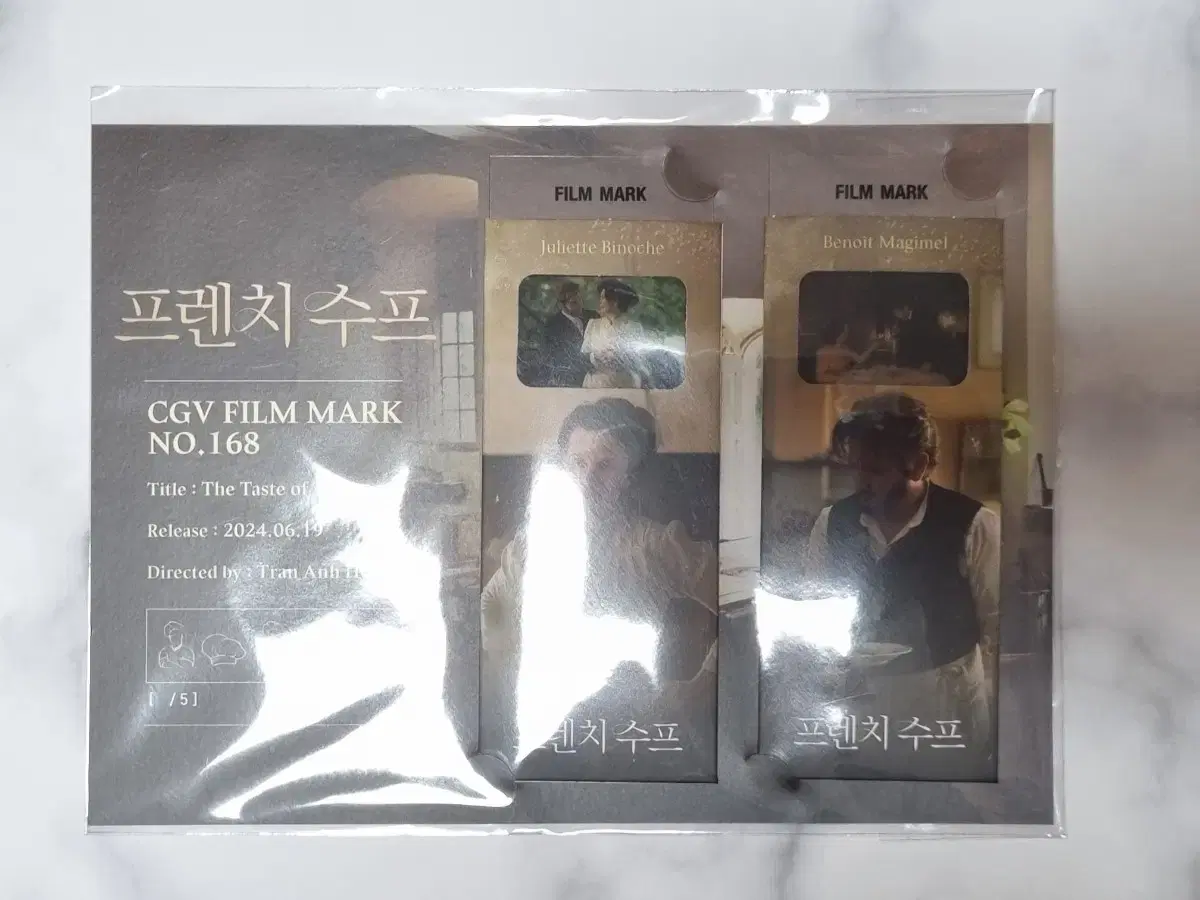 프렌치 수프
CGV FILM MARK
NO.168
Title : The Taste of
Release : 2024.06.19
Directed by : Tran Anh
[ /5]
FILM MARK
Juliette Binoche
프렌치 수프
FILM MARK
Benoît Magimel
프렌치 수프